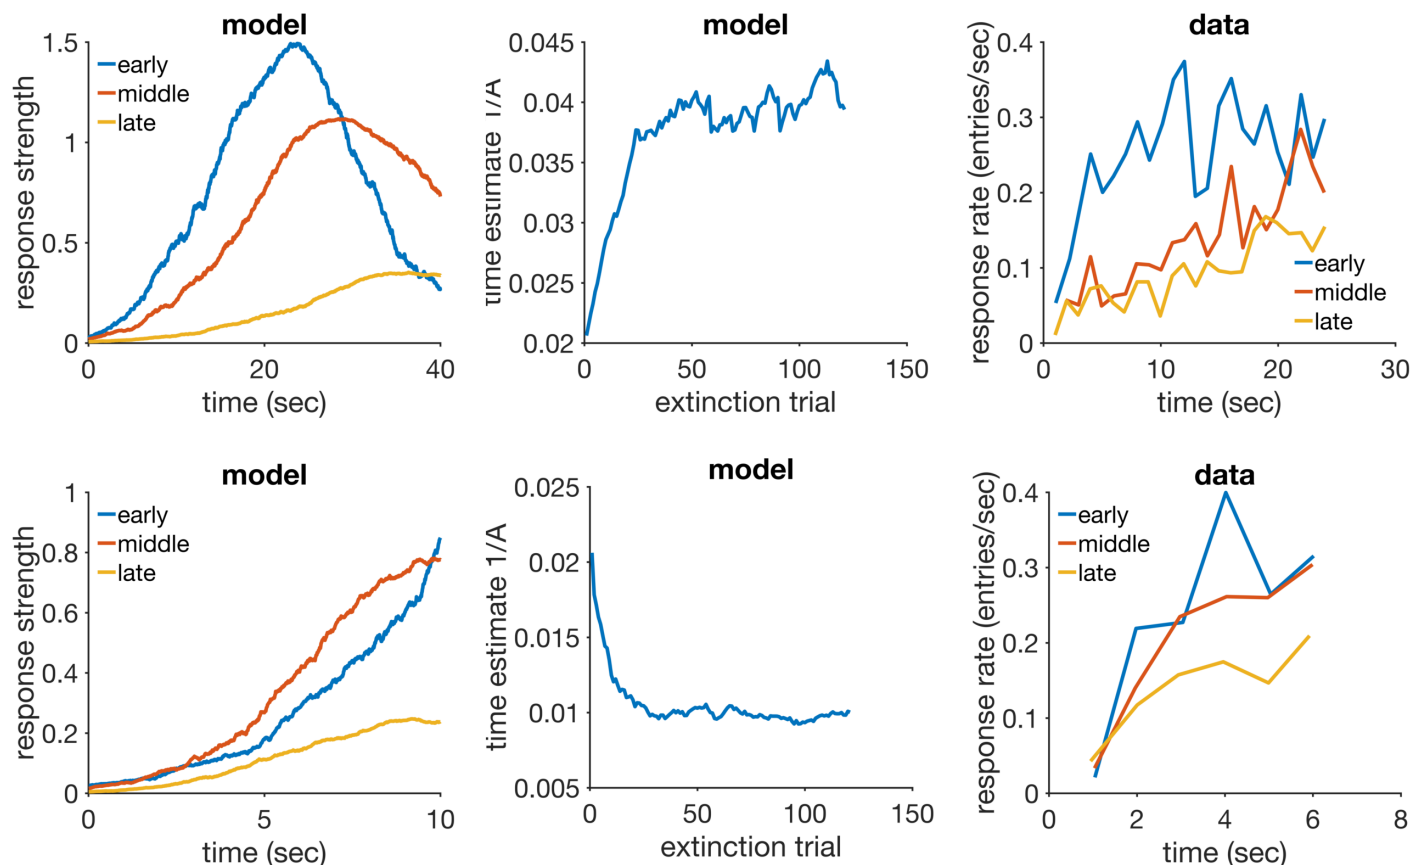 model
response strength
1.5
1
0.5
0
0
20
40
time (sec)
early
middle
late
model
time estimate 1/A
0.045
0.04
0.035
0.03
0.025
0.02
0
50
100
150
extinction trial
data
response rate (entries/sec)
0.4
0.3
0.2
0.1
0
0
10
20
30
time (sec)
early
middle
late
model
response strength
1
0.8
0.6
0.4
0.2
0
0
5
10
time (sec)
early
middle
late
model
time estimate 1/A
0.025
0.02
0.015
0.01
0.005
0
50
100
150
extinction trial
data
response rate (entries/sec)
0.4
0.3
0.2
0.1
0
0
2
4
6
8
time (sec)
early
middle
late